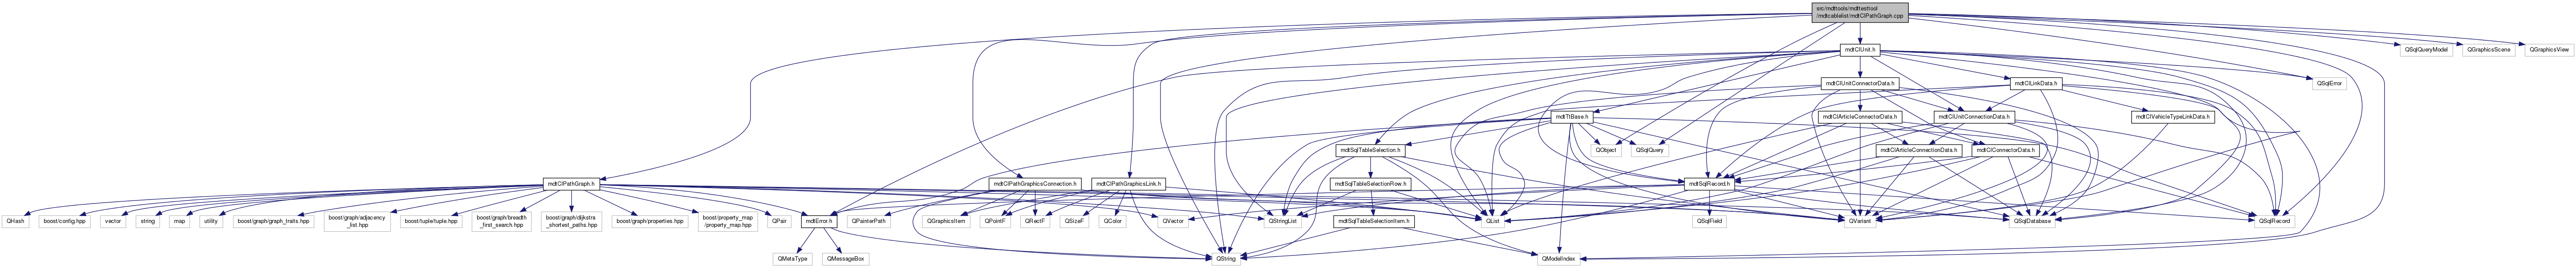 src/mdttools/mdttesttool
/mdtcablelist/mdtClPathGraph.cpp
mdtClUnit.h
QSqlQueryModel
QGraphicsScene
QGraphicsView
mdtClUnitConnectorData.h
mdtClLinkData.h
QSqlError
mdtTtBase.h
mdtClArticleConnectorData.h
mdtClUnitConnectionData.h
mdtClVehicleTypeLinkData.h
mdtSqlTableSelection.h
QObject
QSqlQuery
mdtClArticleConnectionData.h
mdtClConnectorData.h
mdtClPathGraph.h
mdtClPathGraphicsConnection.h
mdtClPathGraphicsLink.h
mdtSqlTableSelectionRow.h
mdtSqlRecord.h
QHash
boost/config.hpp
vector
string
map
utility
boost/graph/graph_traits.hpp
boost/graph/adjacency
_list.hpp
boost/tuple/tuple.hpp
boost/graph/breadth
_first_search.hpp
boost/graph/dijkstra
_shortest_paths.hpp
boost/graph/properties.hpp
boost/property_map
/property_map.hpp
QPair
mdtError.h
QPainterPath
QGraphicsItem
QPointF
QRectF
QSizeF
QColor
QVector
QStringList
mdtSqlTableSelectionItem.h
QList
QSqlField
QVariant
QSqlDatabase
QSqlRecord
QMetaType
QMessageBox
QString
QModelIndex